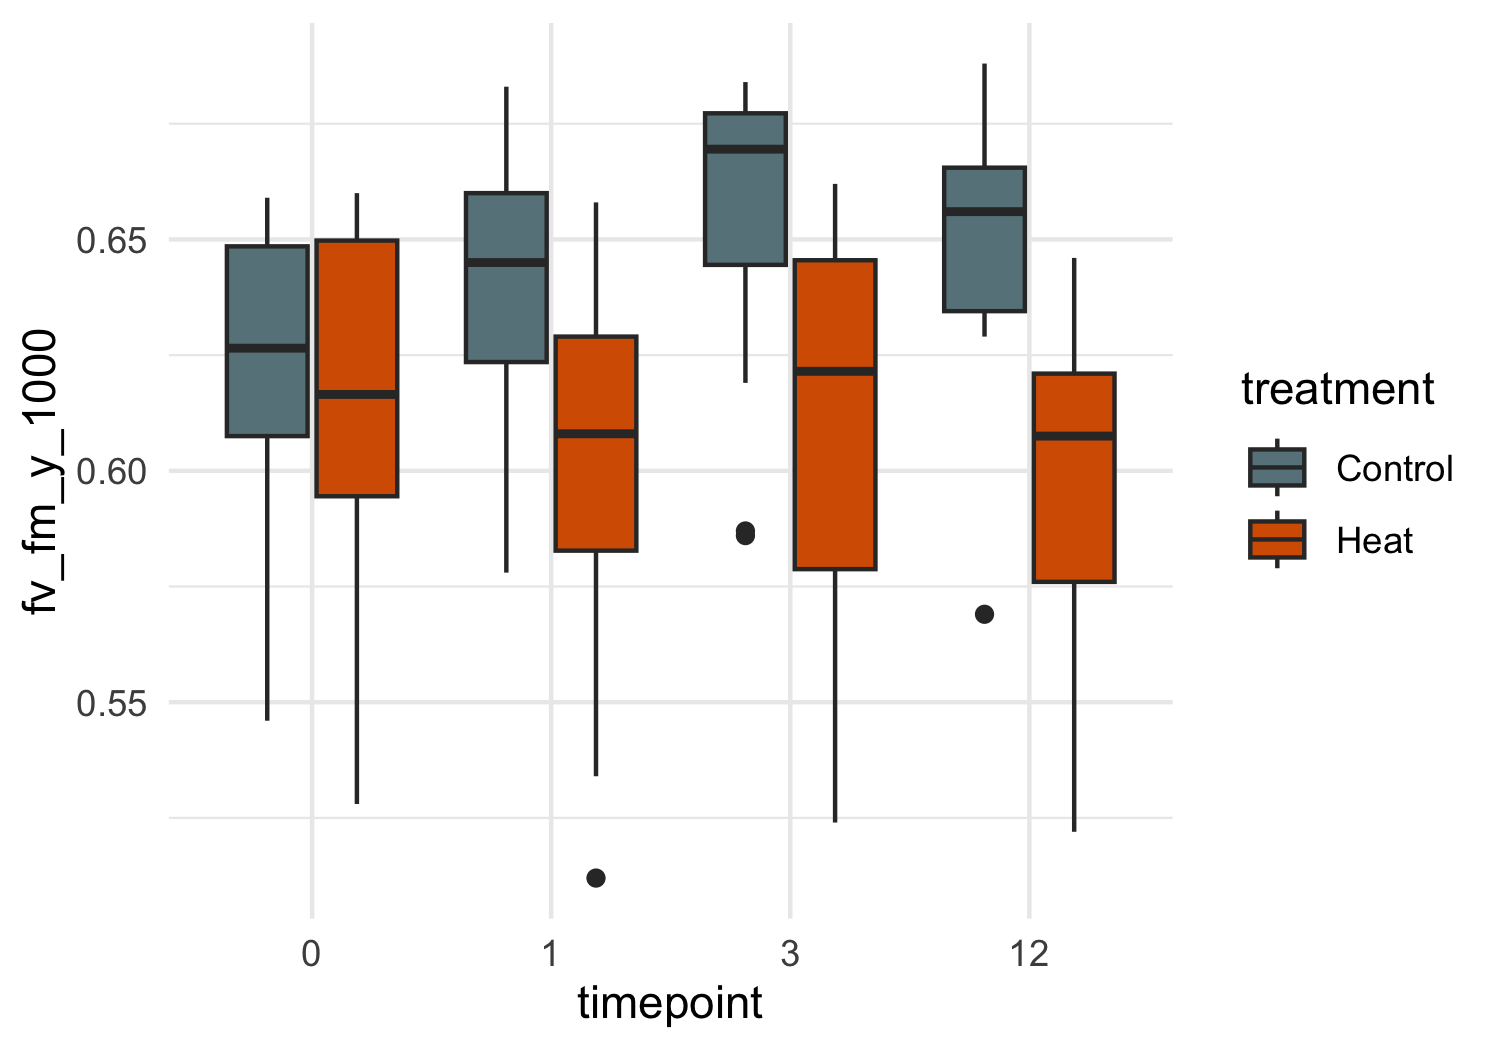 fv_fm_y_1000
0.65
0.60
0.55
0 1 3 12
timepoint
treatment
Control
Heat